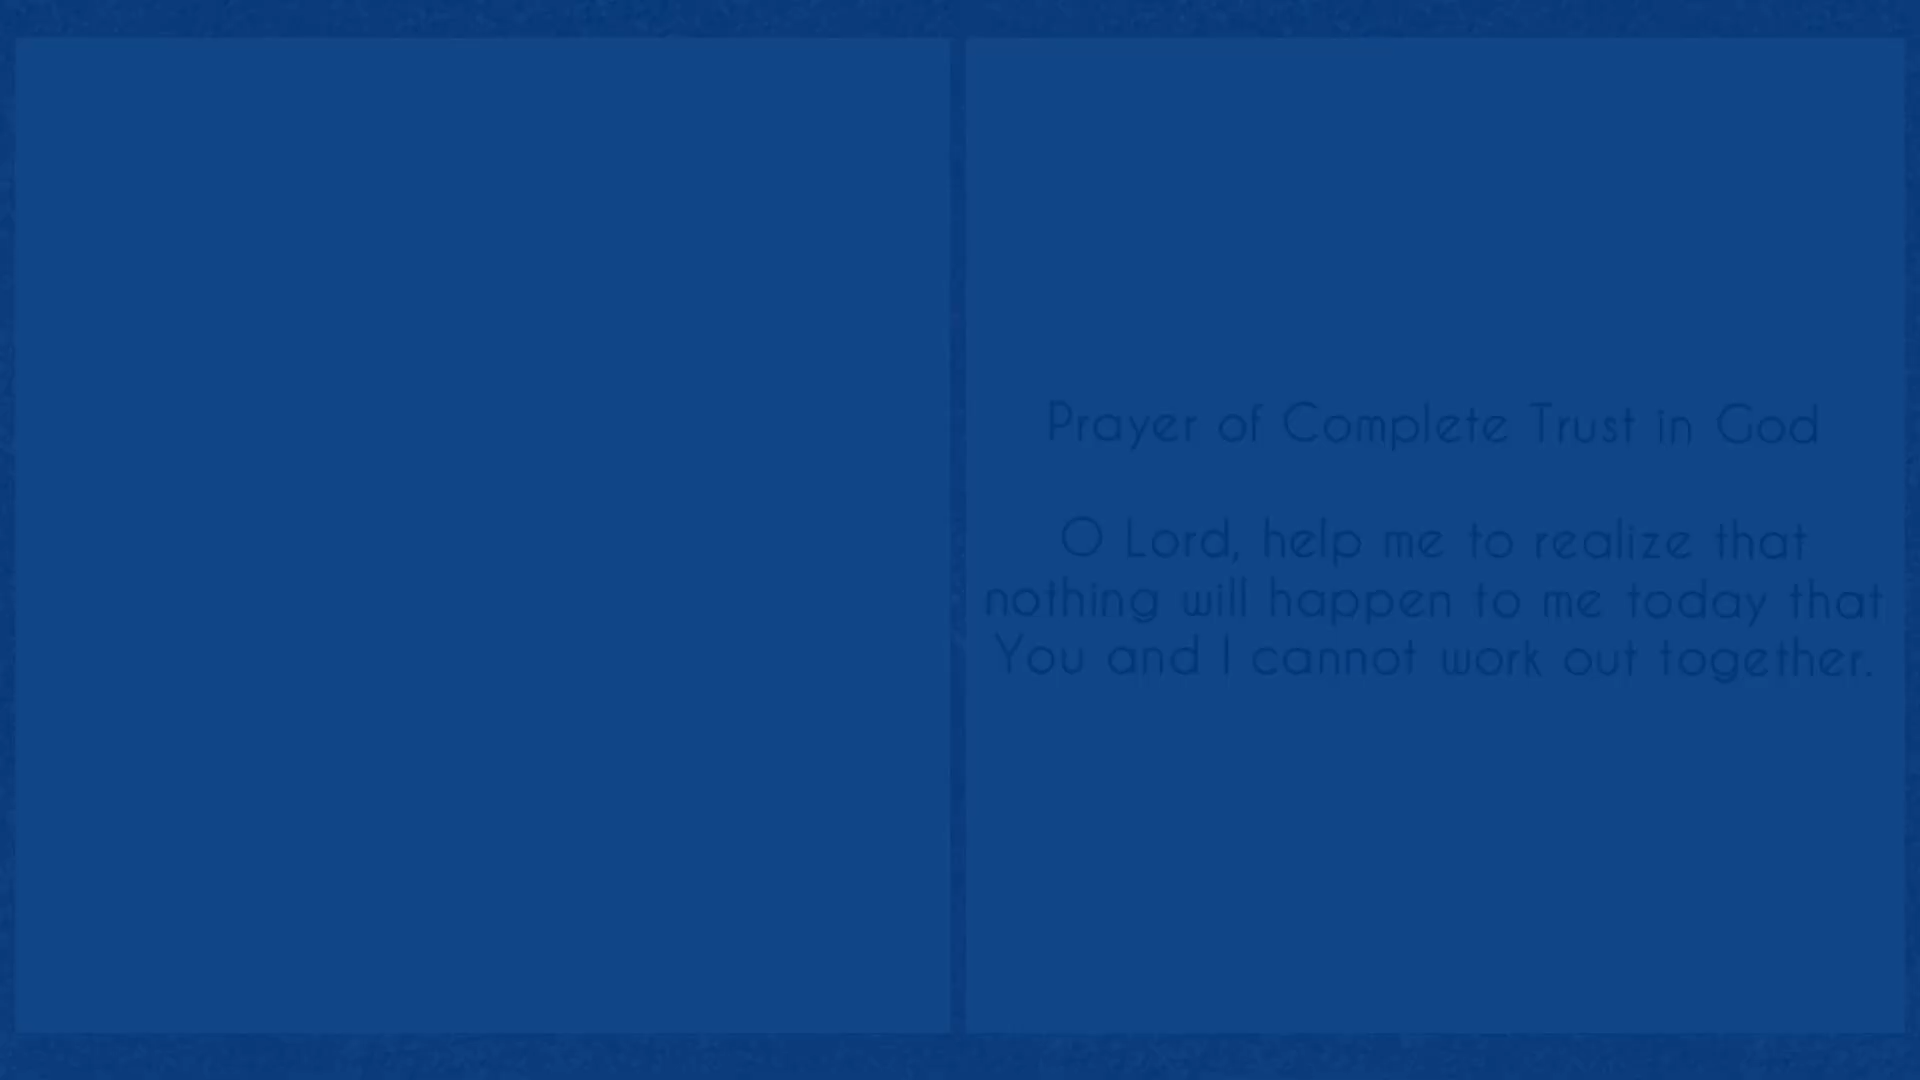 Prayer of Complete Trust in God
O Lord, help me to realize that
nothing will happen to me today that
You and I cannot work out together.